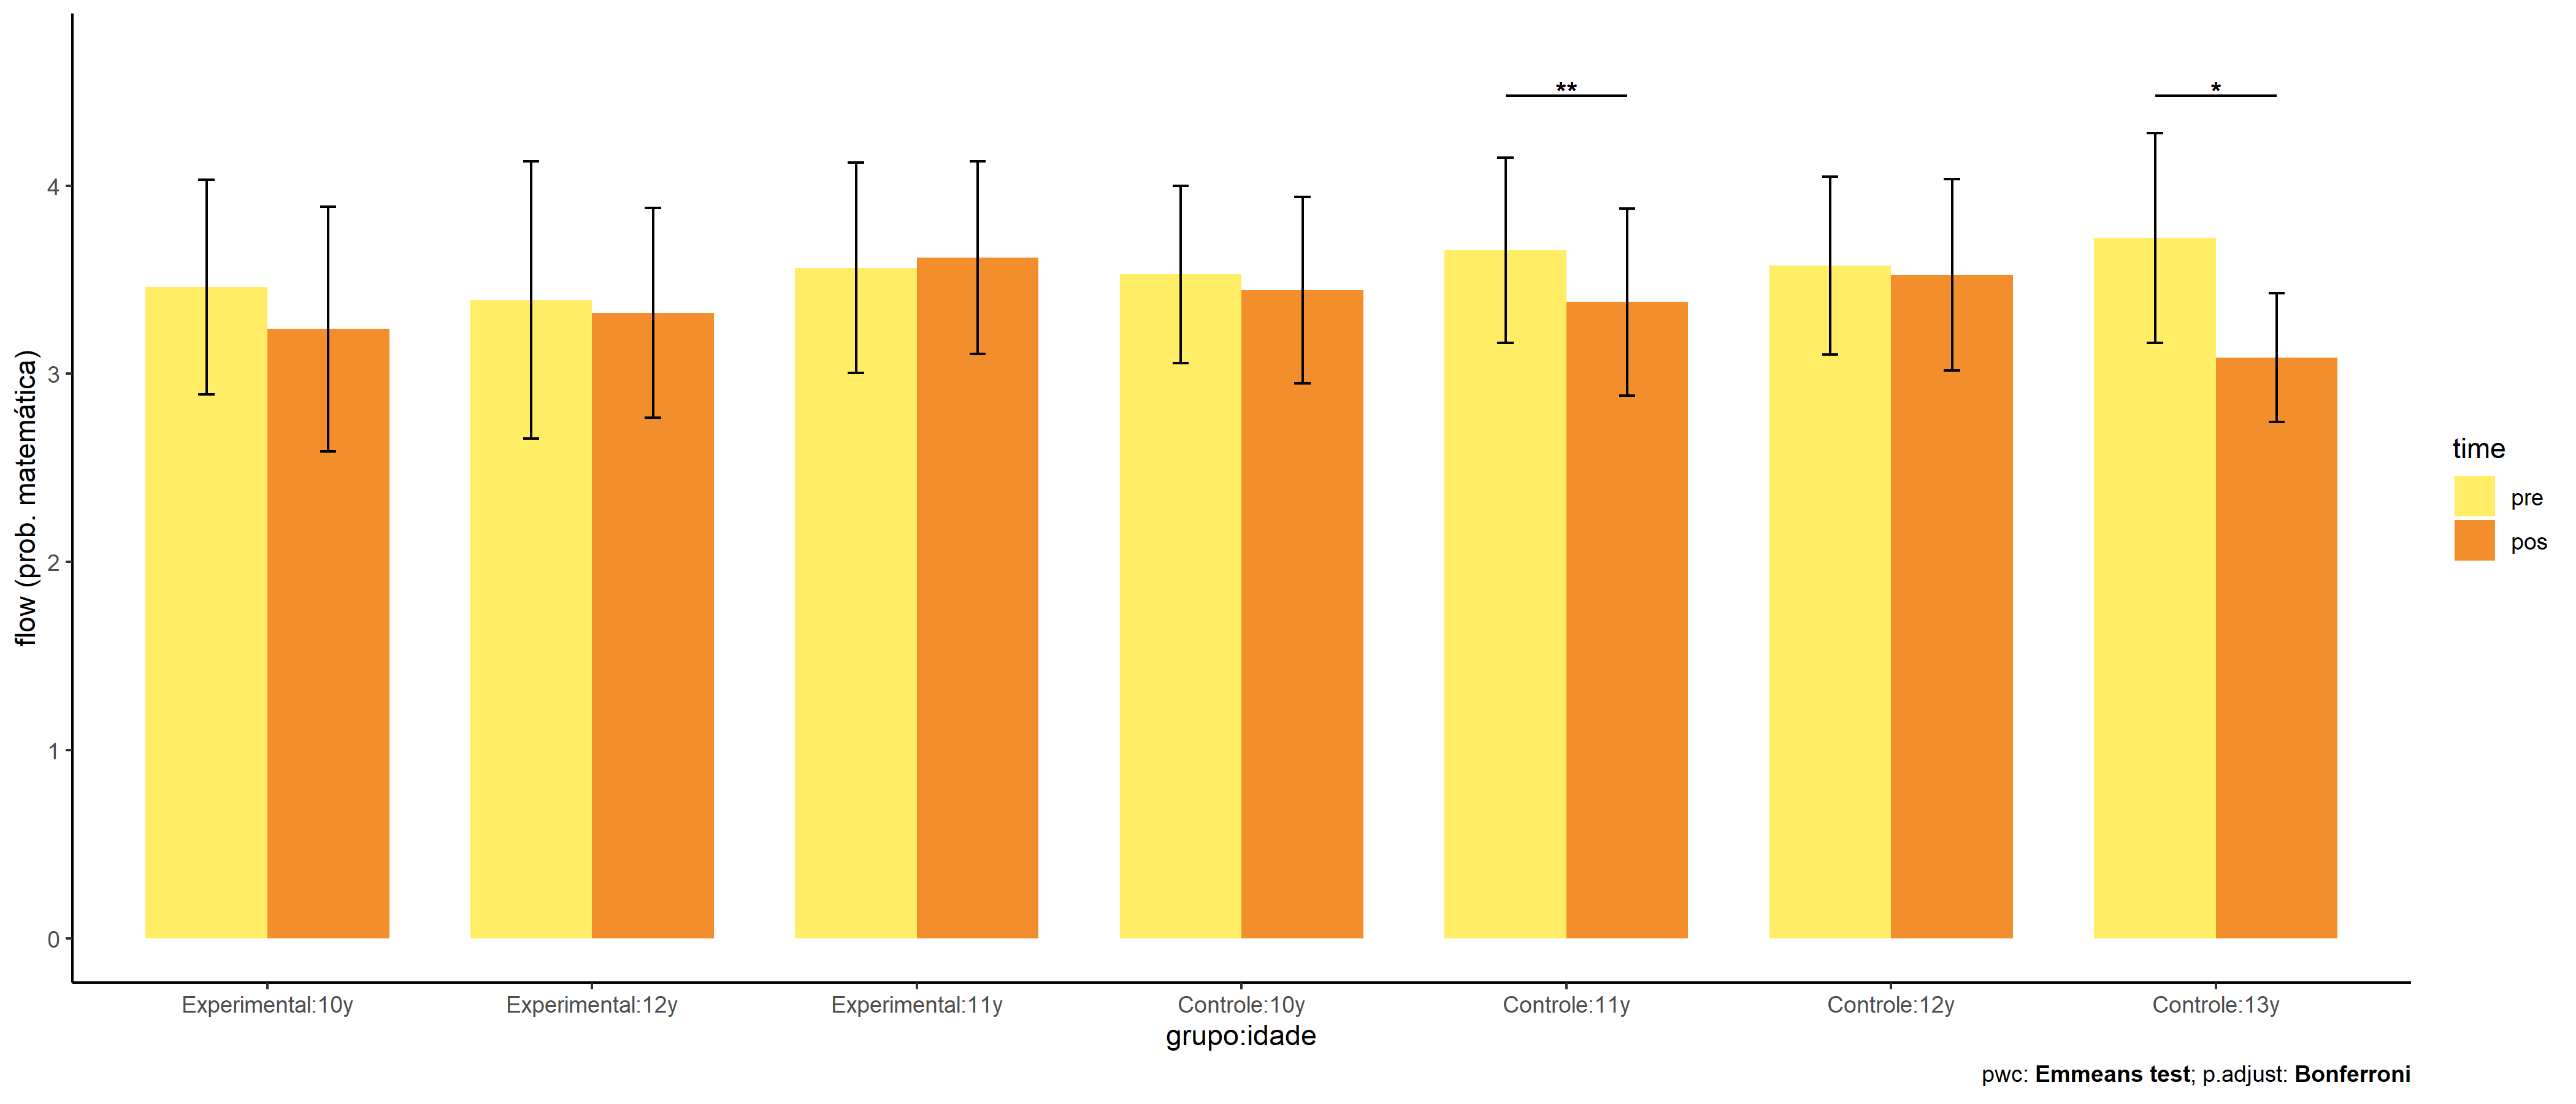 **
*
4
3
2
1
0
flow (prob. matemática)
Experimental:10y
Experimental:12y
Experimental:11y
Controle:10y
Controle:11y
Controle:12y
Controle:13y
grupo:idade
time
pre
pos
pwc: Emmeans test; p.adjust: Bonferroni